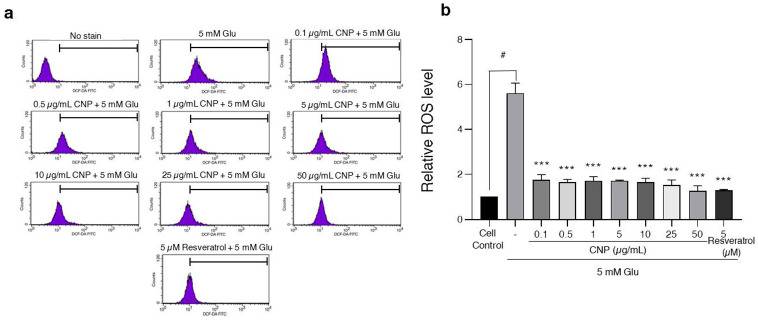 a
No stain
5 mM Glu
0.1 µg/mL CNP + 5 mM Glu
0.5 µg/mL CNP + 5 mM Glu
1 µg/mL CNP + 5 mM Glu
5 µg/mL CNP + 5 mM Glu
10 µg/mL CNP + 5 mM Glu
25 µg/mL CNP + 5 mM Glu
50 µg/mL CNP + 5 mM Glu
5 µM Resveratrol + 5 mM Glu
Counts
DCF-DA FITC
b
Relative ROS level
8
6
4
2
0
#
*** *** *** *** *** *** *** ***
Cell Control
- 0.1 0.5 1 5 10 25 50 5
CNP (µg/mL)
Resveratrol
(µM)
5 mM Glu